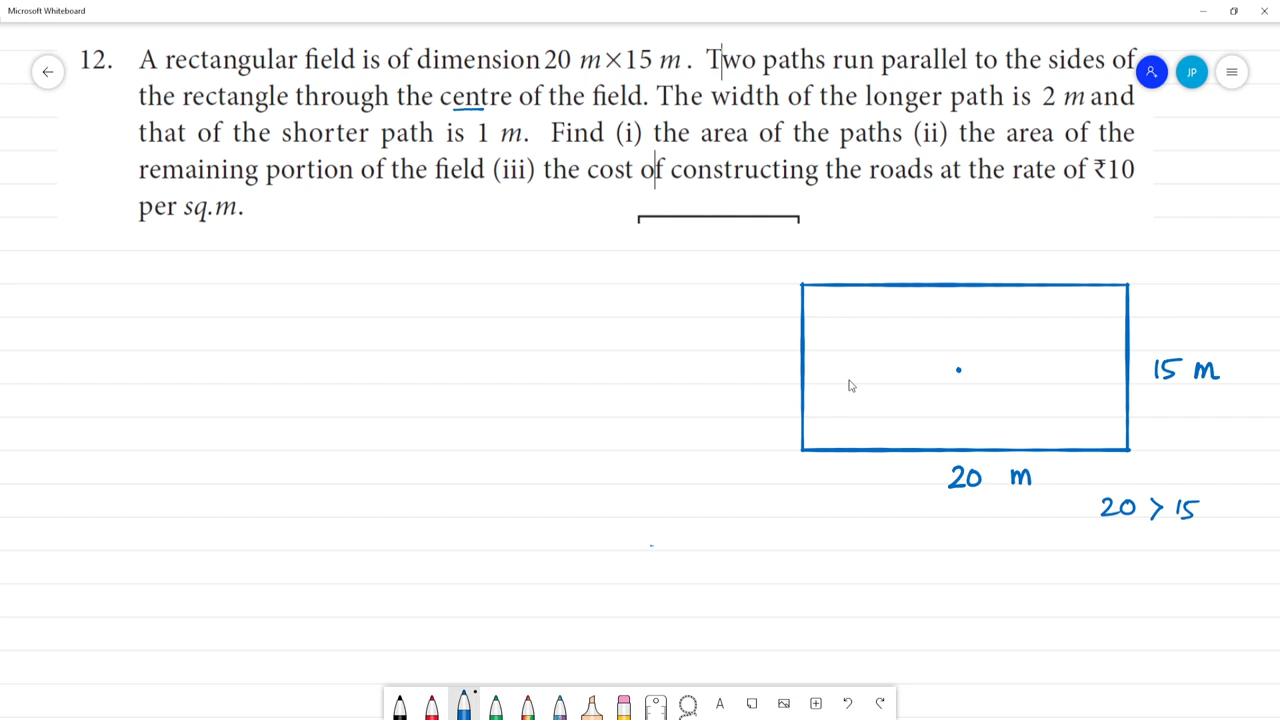 Microsoft Whiteboard
12. A rectangular field is of dimension 20 m×15 m. Two paths run parallel to the sides of
the rectangle through the centre of the field. The width of the longer path is 2 m and
that of the shorter path is 1 m. Find (i) the area of the paths (ii) the area of the
remaining portion of the field (iii) the cost of constructing the roads at the rate of ₹10
per sq.m.
JP
15 m
20 m
20 > 15
A